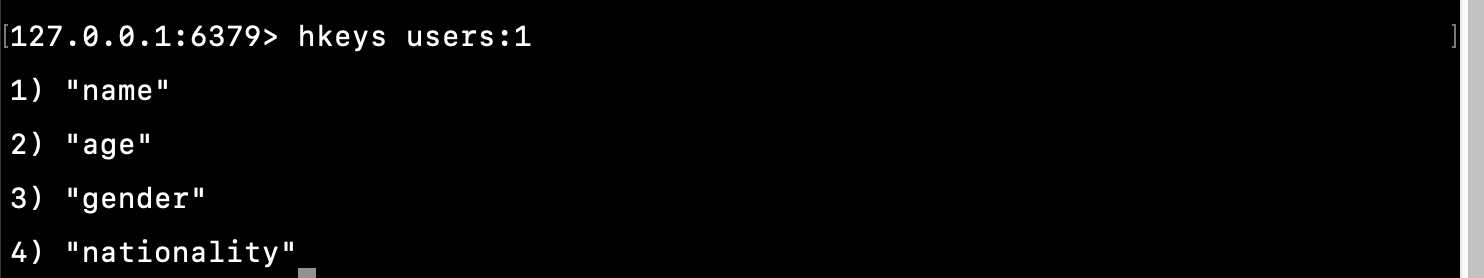 [127.0.0.1:6379> hkeys users:1 ]
1) "name"
2) "age"
3) "gender"
4) "nationality"